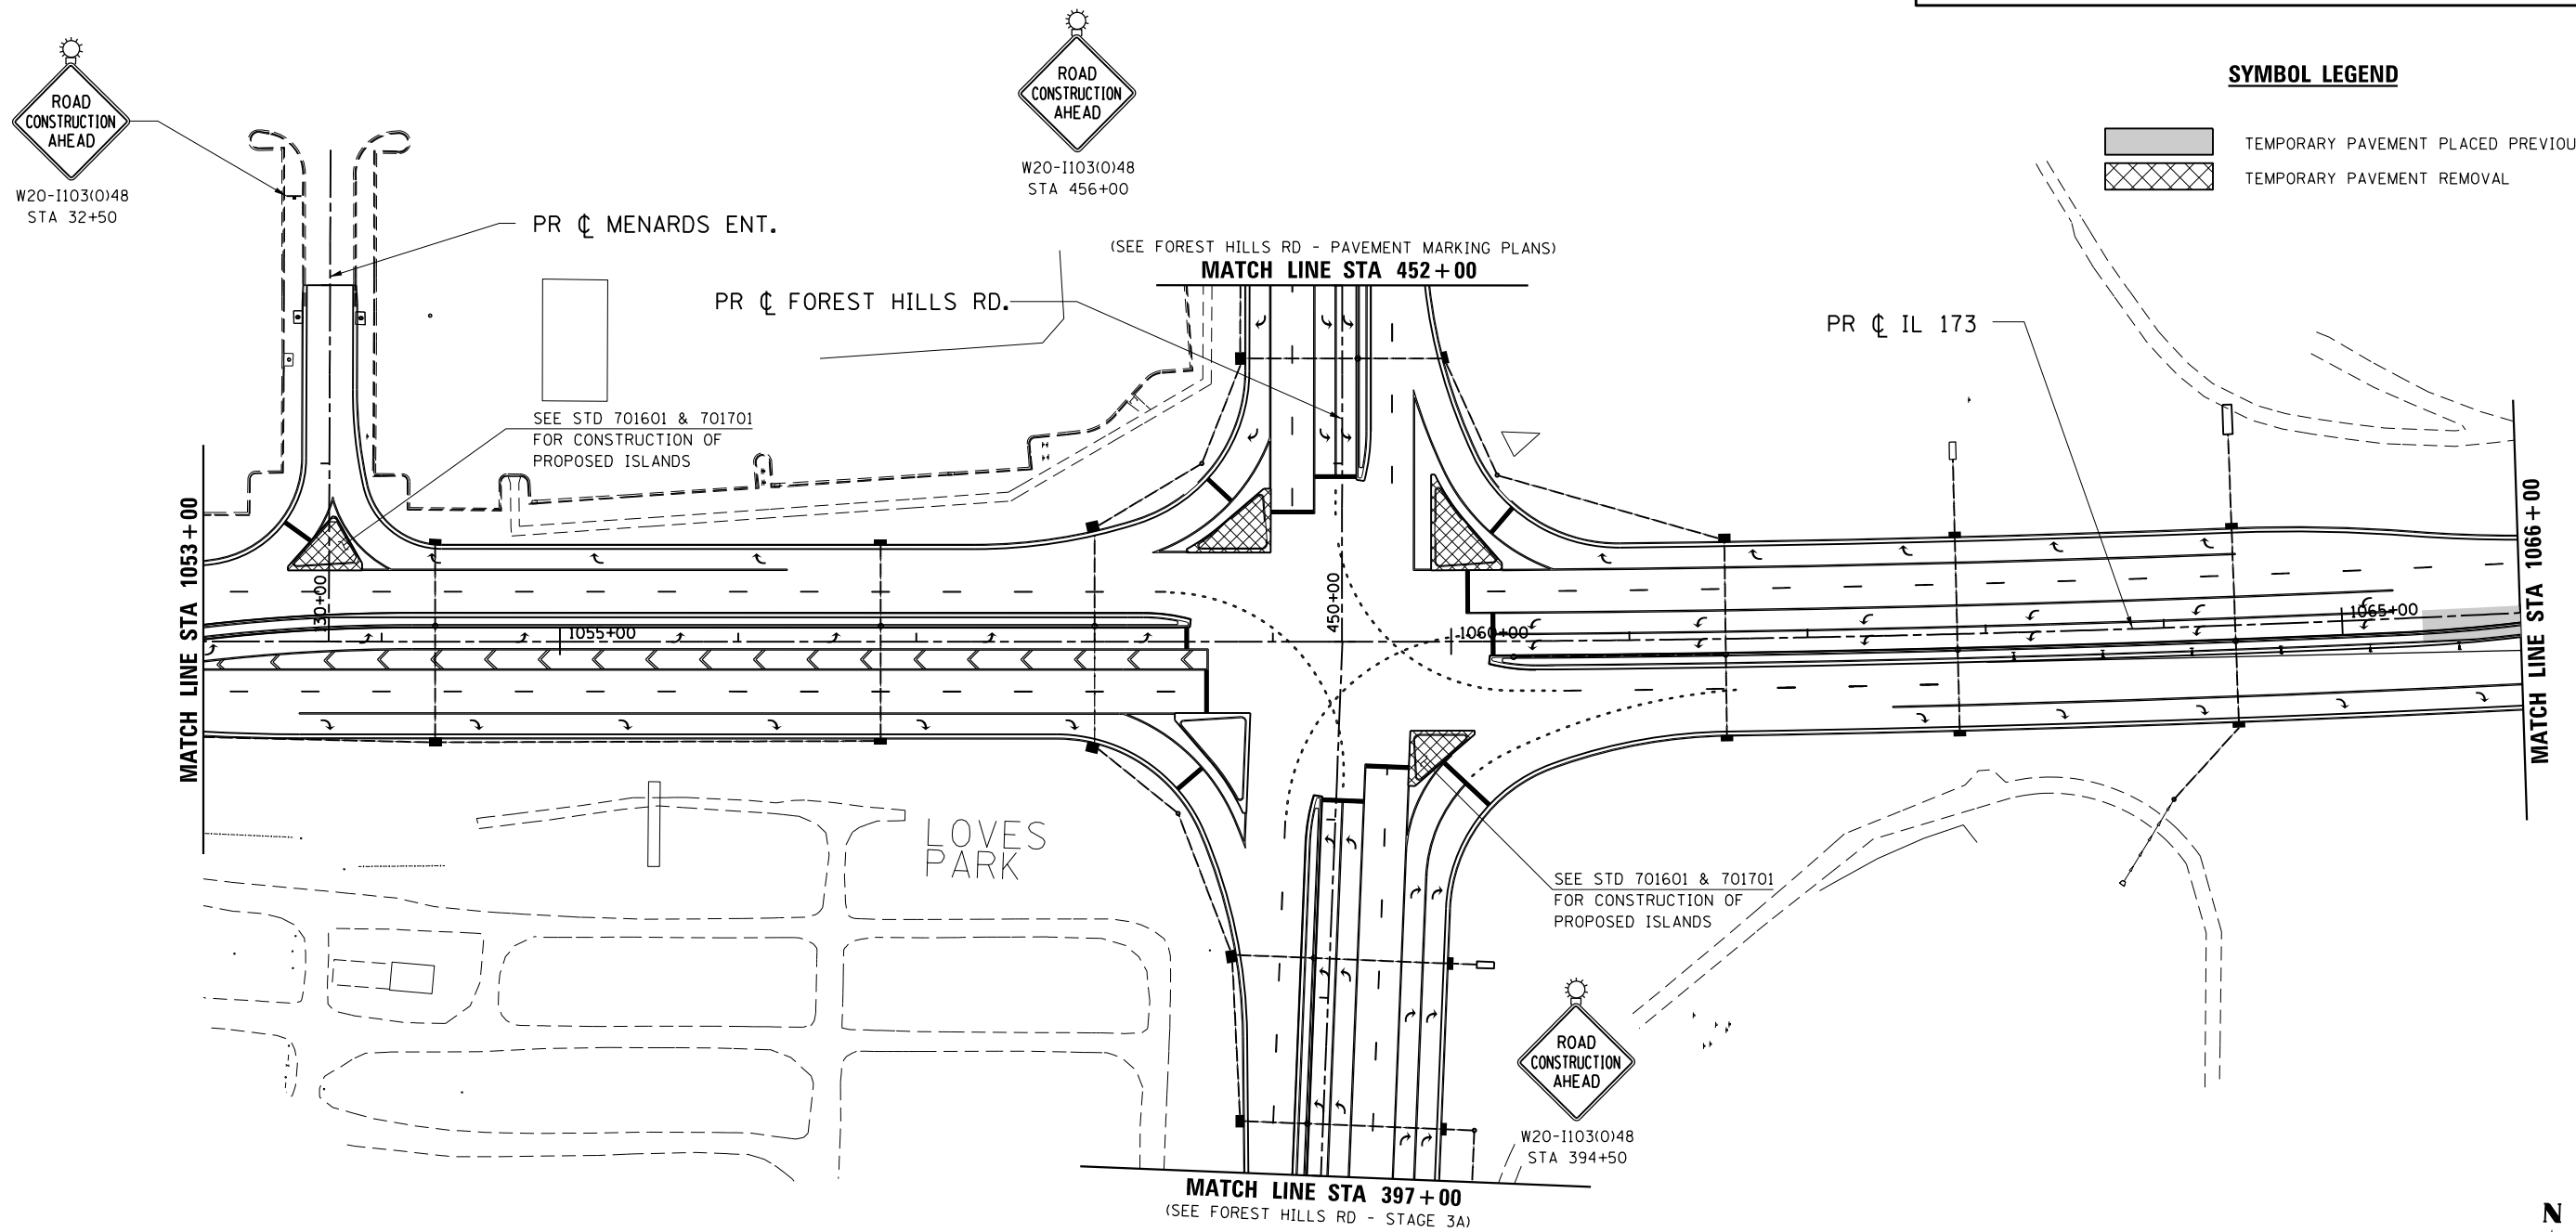 ROAD
CONSTRUCTION
AHEAD
W20-I103(0)48
STA 32+50
ROAD
CONSTRUCTION
AHEAD
W20-I103(0)48
STA 456+00
SYMBOL LEGEND
TEMPORARY PAVEMENT PLACED
TEMPORARY PAVEMENT REMOVAL
PR ℄ MENARDS ENT.
(SEE FOREST HILLS RD - PAVEMENT MARKING PLANS)
MATCH LINE STA 452+00
PR ℄ FOREST HILLS RD.
PR ℄ IL 173
SEE STD 701601 & 701701
FOR CONSTRUCTION OF
PROPOSED ISLANDS
MATCH LINE STA 1053+00
130+00
1055+00
450+00
1060+00
1065+00
MATCH LINE STA 1066+00
LOVES
PARK
SEE STD 701601 & 701701
FOR CONSTRUCTION OF
PROPOSED ISLANDS
ROAD
CONSTRUCTION
AHEAD
W20-I103(0)48
STA 394+50
MATCH LINE STA 397+00
(SEE FOREST HILLS RD - STAGE 3A)
N